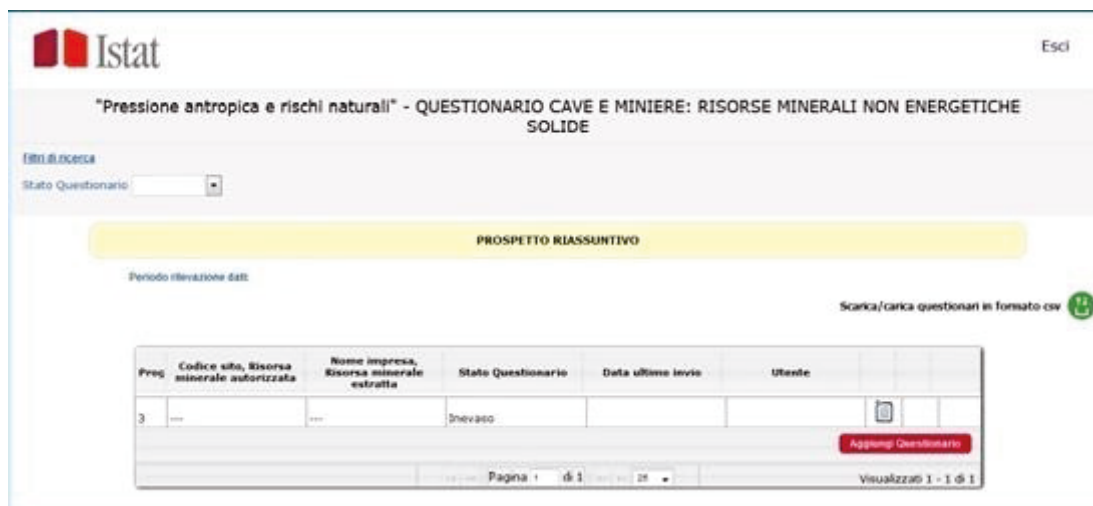 Istat
Esci
"Pressione antropica e rischi naturali" - QUESTIONARIO CAVE E MINIERE: RISORSE MINERALI NON ENERGETICHE
SOLIDE
Filtri di ricerca
Stato Questionario
PROSPETTO RIASSUNTIVO
Periodo rilevazione dati:
Scarica/carica questionari in formato csv
Prog
Codice sito, Risorsa
minerale autorizzata
Nome impresa,
Risorsa minerale
estratta
Stato Questionario
Data ultimo invio
Utente
3 --- --- Inevaso
Aggiungi Questionario
Pagina 1 di 1
Visualizzati 1 - 1 di 1